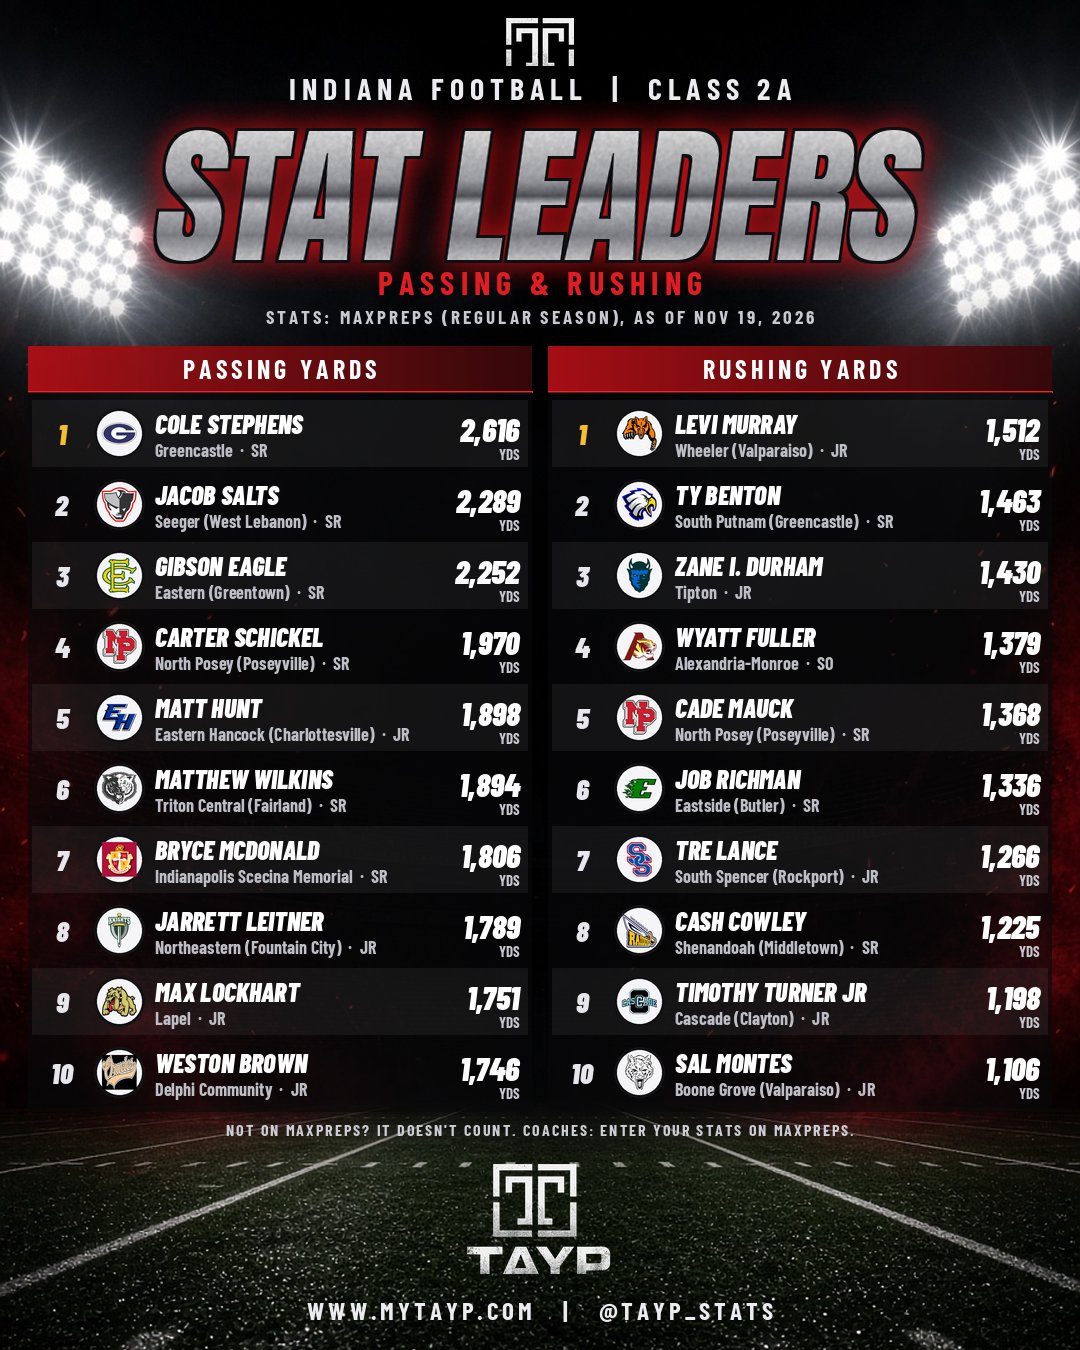 INDIANA FOOTBALL | CLASS 2A
STAT LEADERS
PASSING & RUSHING
STATS: MAXPREPS (REGULAR SEASON), AS OF NOV 19, 2026
PASSING YARDS
1 COLE STEPHENS 2,616
Greencastle · SR YDS
2 JACOB SALTS 2,289
Seeger (West Lebanon) · SR YDS
3 GIBSON EAGLE 2,252
Eastern (Greentown) · SR YDS
4 CARTER SCHICKEL 1,970
North Posey (Poseyville) · SR YDS
5 MATT HUNT 1,898
Eastern Hancock (Charlottesville) · JR YDS
6 MATTHEW WILKINS 1,894
Triton Central (Fairland) · SR YDS
7 BRYCE MCDONALD 1,806
Indianapolis Scecina Memorial · SR YDS
8 JARRETT LEITNER 1,789
Northeastern (Fountain City) · JR YDS
9 MAX LOCKHART 1,751
Lapel · JR YDS
10 WESTON BROWN 1,746
Delphi Community · JR YDS
RUSHING YARDS
1 LEVI MURRAY 1,512
Wheeler (Valparaiso) · JR YDS
2 TY BENTON 1,463
South Putnam (Greencastle) · SR YDS
3 ZANE I. DURHAM 1,430
Tipton · JR YDS
4 WYATT FULLER 1,379
Alexandria-Monroe · SO YDS
5 CADE MAUCK 1,368
North Posey (Poseyville) · SR YDS
6 JOB RICHMAN 1,336
Eastside (Butler) · SR YDS
7 TRE LANCE 1,266
South Spencer (Rockport) · JR YDS
8 CASH COWLEY 1,225
Shenandoah (Middletown) · SR YDS
9 TIMOTHY TURNER JR 1,198
Cascade (Clayton) · JR YDS
10 SAL MONTES 1,106
Boone Grove (Valparaiso) · JR YDS
NOT ON MAXPREPS? IT DOESN'T COUNT. COACHES: ENTER YOUR STATS ON MAXPREPS.
TAYP
WWW.MYTAYP.COM | @TAYP_STATS